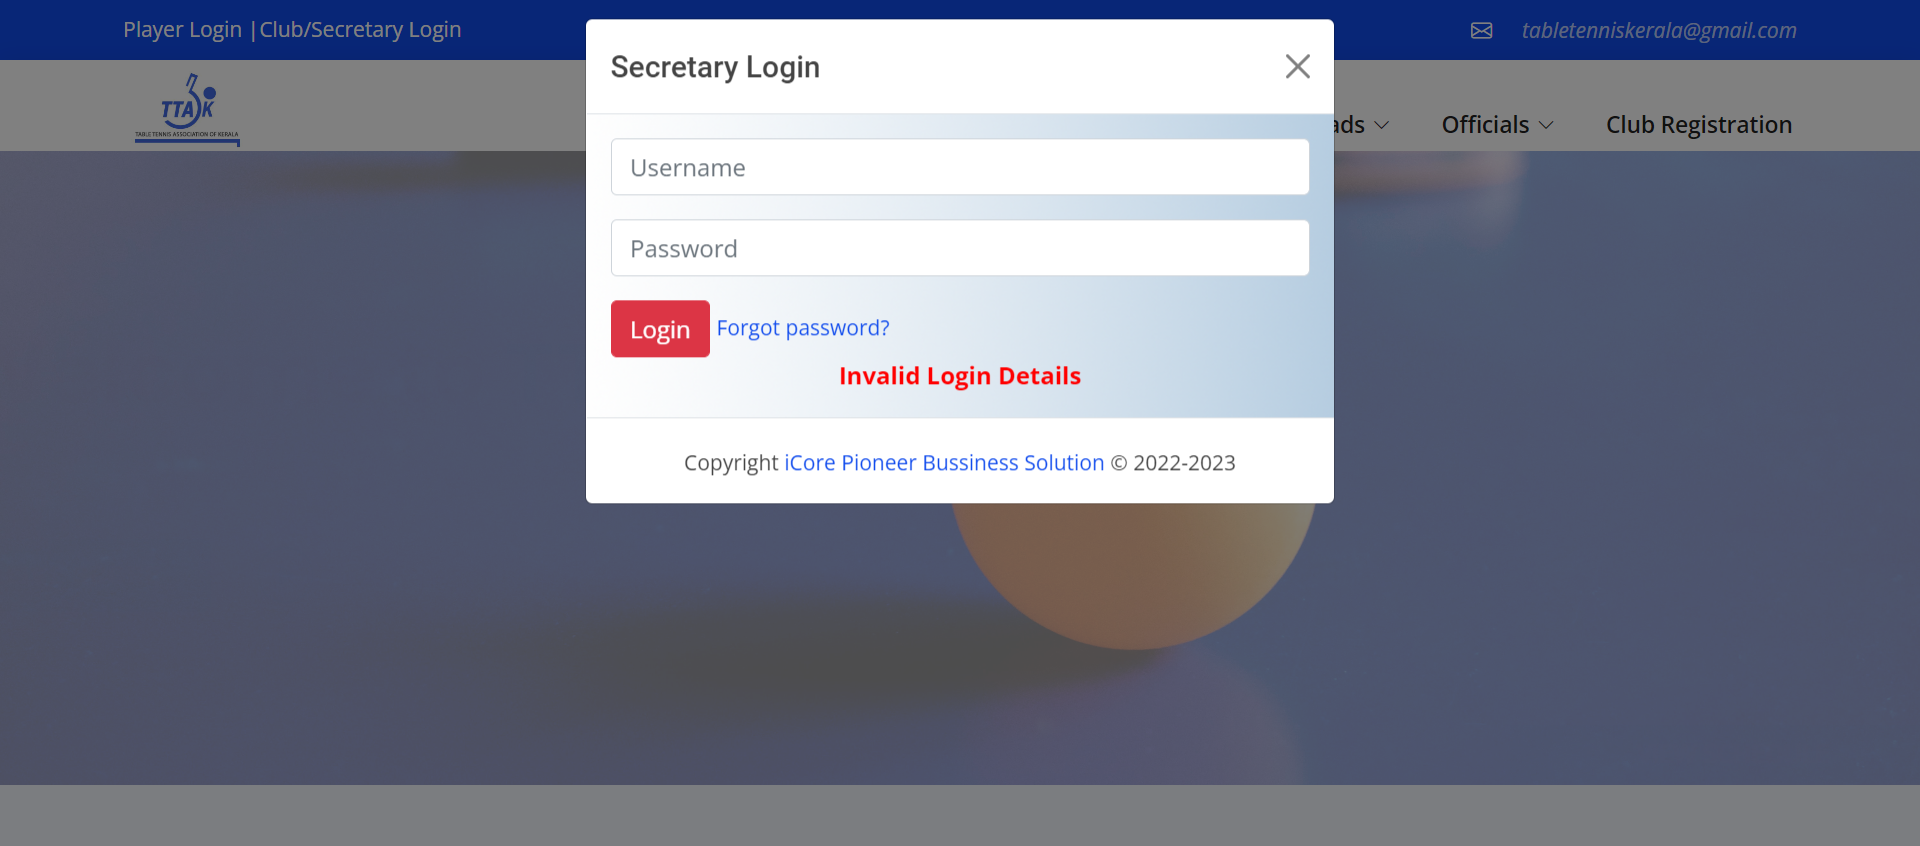 Player Login |Club/Secretary Login
tabletenniskerala@gmail.com
TTA K
TABLE TENNIS ASSOCIATION OF KERALA
ads
Officials
Club Registration
Secretary Login
Username
Password
Login Forgot password?
Invalid Login Details
Copyright iCore Pioneer Bussiness Solution © 2022-2023